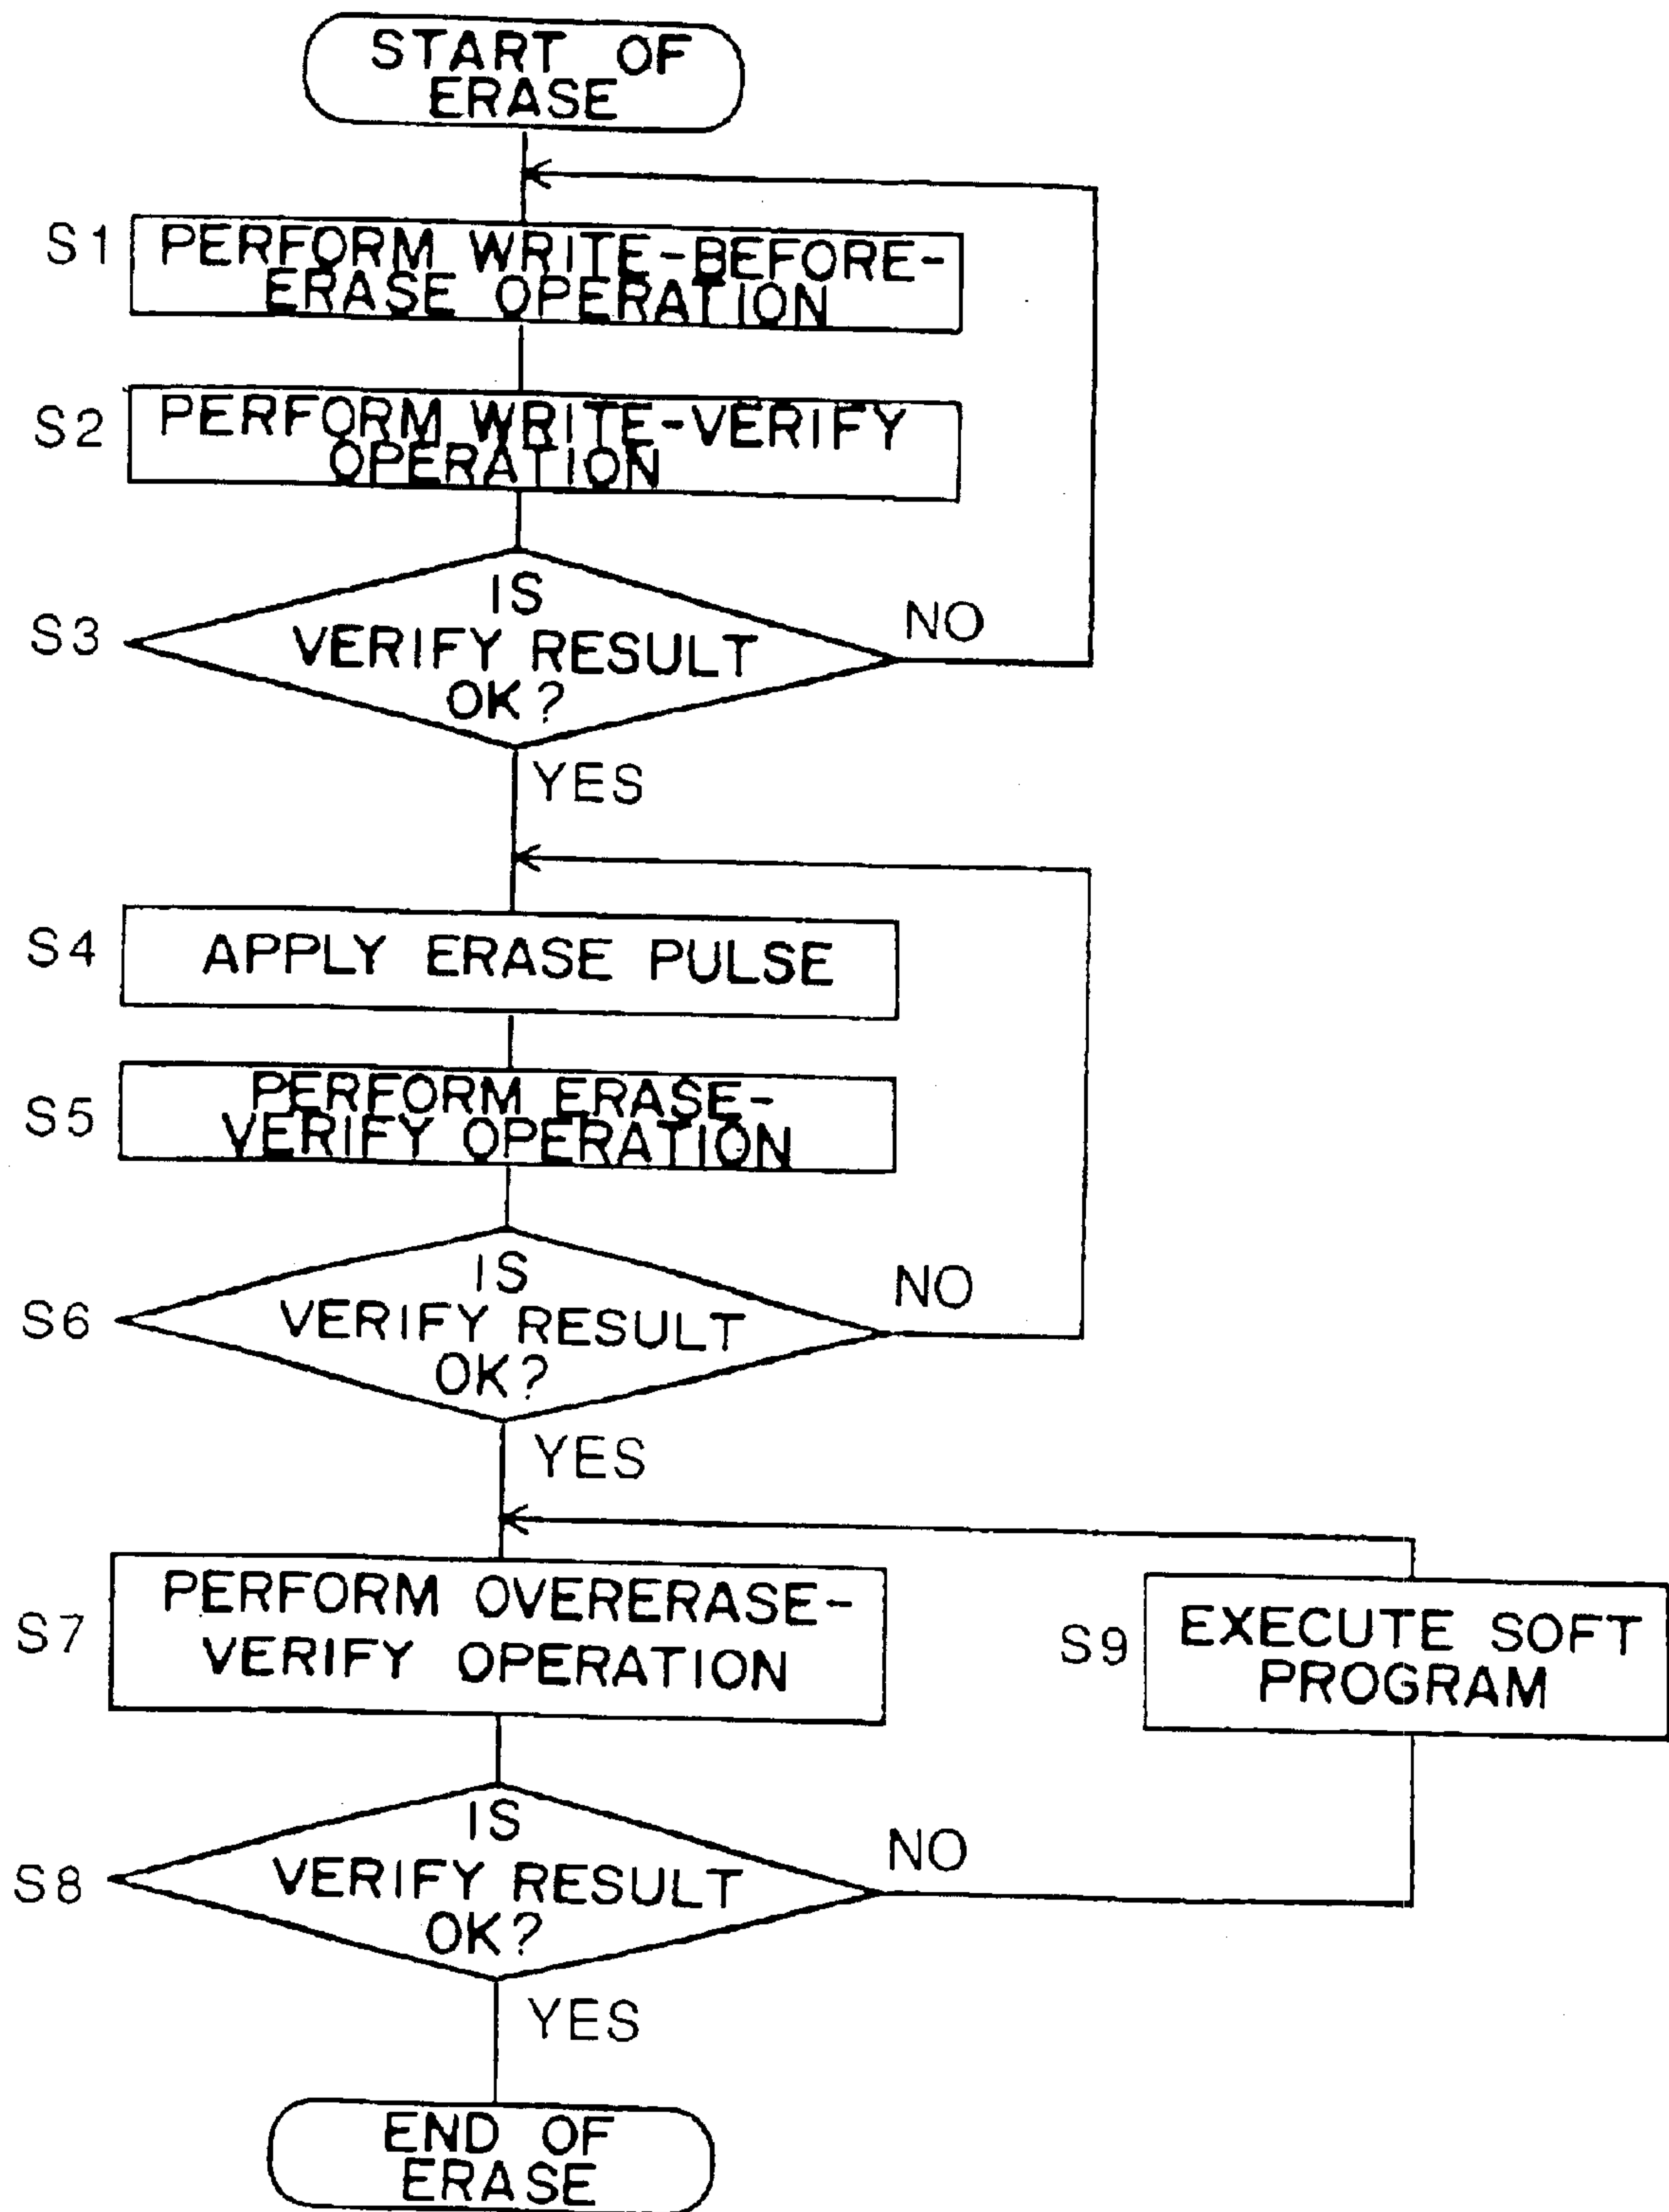 START OF
ERASE
S1
PERFORM WRITE-BEFORE-
ERASE OPERATION
S2
PERFORM WRITE-VERIFY
OPERATION
S3
IS
VERIFY RESULT
OK?
NO
YES
S4
APPLY ERASE PULSE
S5
PERFORM ERASE-
VERIFY OPERATION
S6
IS
VERIFY RESULT
OK?
NO
YES
S7
PERFORM OVERERASE-
VERIFY OPERATION
S9
EXECUTE SOFT
PROGRAM
S8
IS
VERIFY RESULT
OK?
NO
YES
END OF
ERASE